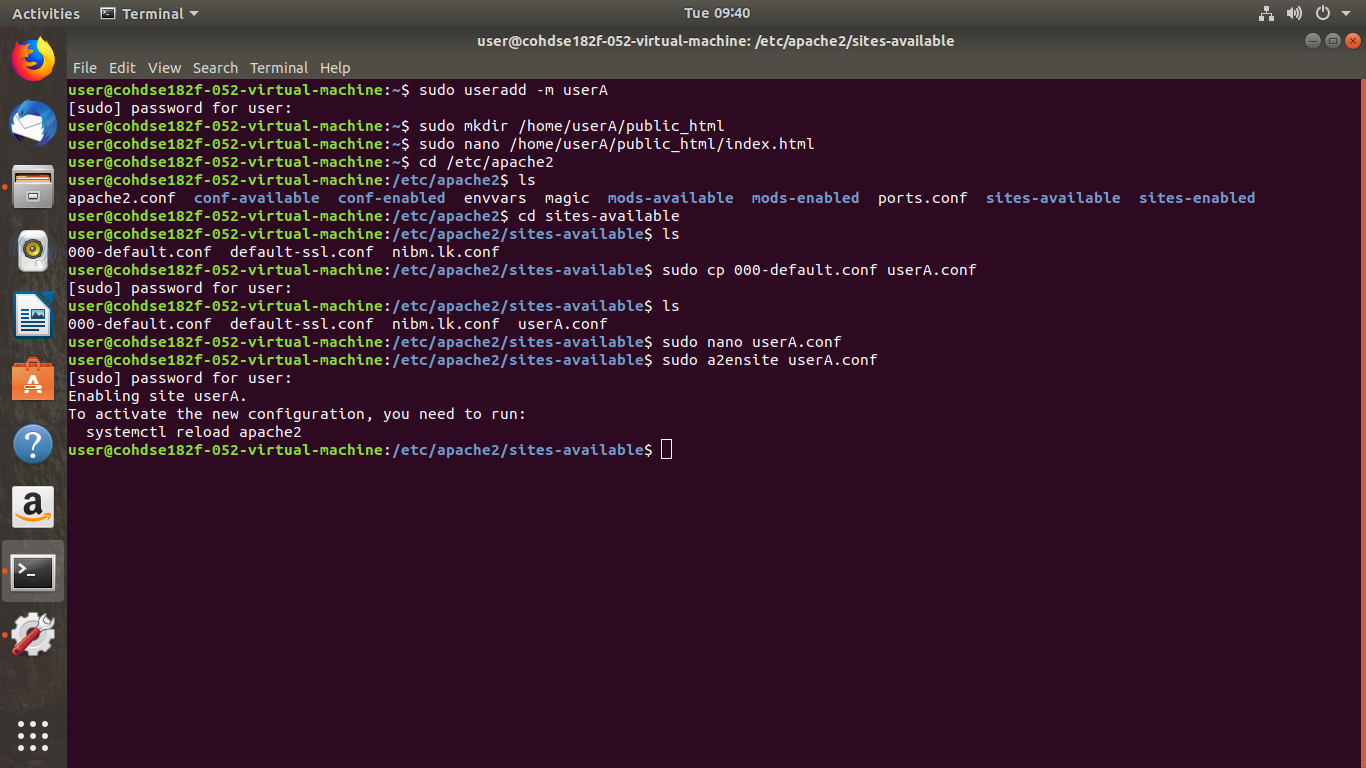 Activities Terminal Tue 09:40
user@cohdse182f-052-virtual-machine: /etc/apache2/sites-available
File Edit View Search Terminal Help
user@cohdse182f-052-virtual-machine:~$ sudo useradd -m userA
[sudo] password for user:
user@cohdse182f-052-virtual-machine:~$ sudo mkdir /home/userA/public_html
user@cohdse182f-052-virtual-machine:~$ sudo nano /home/userA/public_html/index.html
user@cohdse182f-052-virtual-machine:~$ cd /etc/apache2
user@cohdse182f-052-virtual-machine:/etc/apache2$ ls
apache2.conf  conf-available  conf-enabled  envvars  magic  mods-available  mods-enabled  ports.conf  sites-available  sites-enabled
user@cohdse182f-052-virtual-machine:/etc/apache2$ cd sites-available
user@cohdse182f-052-virtual-machine:/etc/apache2/sites-available$ ls
000-default.conf  default-ssl.conf  nibm.lk.conf
user@cohdse182f-052-virtual-machine:/etc/apache2/sites-available$ sudo cp 000-default.conf userA.conf
[sudo] password for user:
user@cohdse182f-052-virtual-machine:/etc/apache2/sites-available$ ls
000-default.conf  default-ssl.conf  nibm.lk.conf  userA.conf
user@cohdse182f-052-virtual-machine:/etc/apache2/sites-available$ sudo nano userA.conf
user@cohdse182f-052-virtual-machine:/etc/apache2/sites-available$ sudo a2ensite userA.conf
[sudo] password for user:
Enabling site userA.
To activate the new configuration, you need to run:
  systemctl reload apache2
user@cohdse182f-052-virtual-machine:/etc/apache2/sites-available$